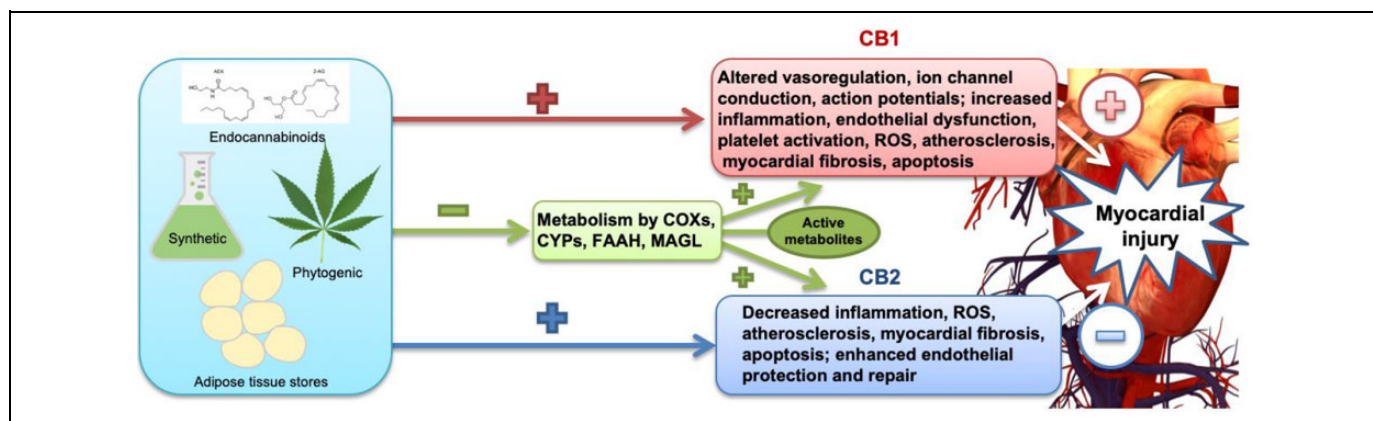 AEA
2-AG
Endocannabinoids
Synthetic
Phytogenic
Adipose tissue stores
Metabolism by COXs,
CYPs, FAAH, MAGL
Active
metabolites
CB1
Altered vasoregulation, ion channel
conduction, action potentials; increased
inflammation, endothelial dysfunction,
platelet activation, ROS, atherosclerosis,
myocardial fibrosis, apoptosis
CB2
Decreased inflammation, ROS,
atherosclerosis, myocardial fibrosis,
apoptosis; enhanced endothelial
protection and repair
Myocardial
injury